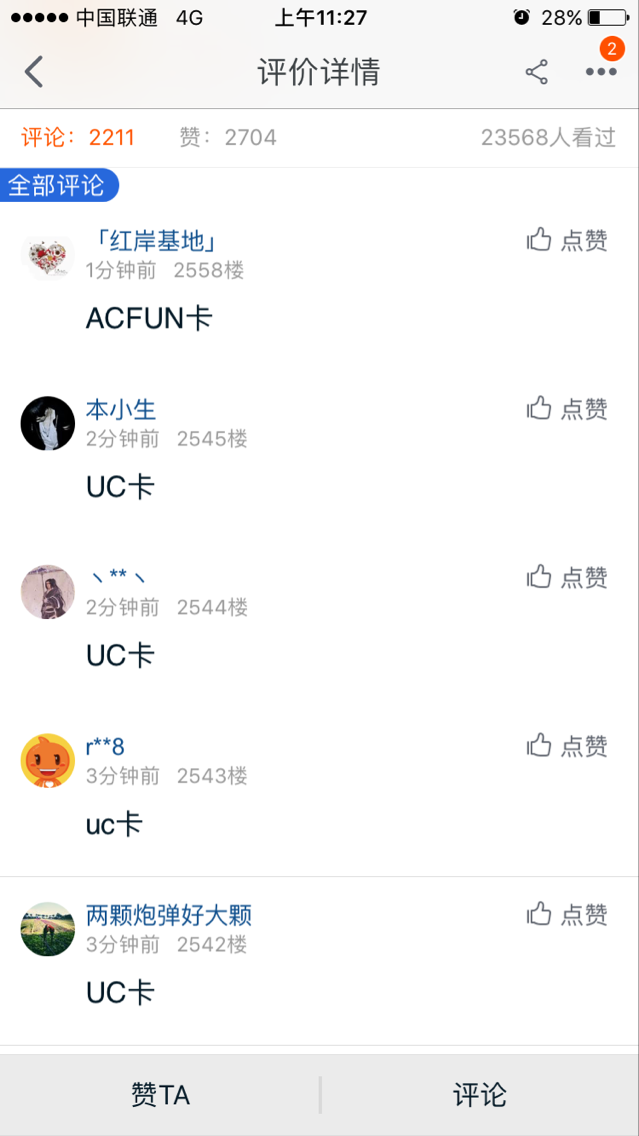 中国联通 4G 上午11:27 28%
评价详情 2
评论：2211 赞：2704 23568人看过
全部评论
「红岸基地」 点赞
1分钟前 2558楼
ACFUN卡
本小生 点赞
2分钟前 2545楼
UC卡
丶**丶 点赞
2分钟前 2544楼
UC卡
r**8 点赞
3分钟前 2543楼
uc卡
两颗炮弹好大颗 点赞
3分钟前 2542楼
UC卡
赞TA 评论